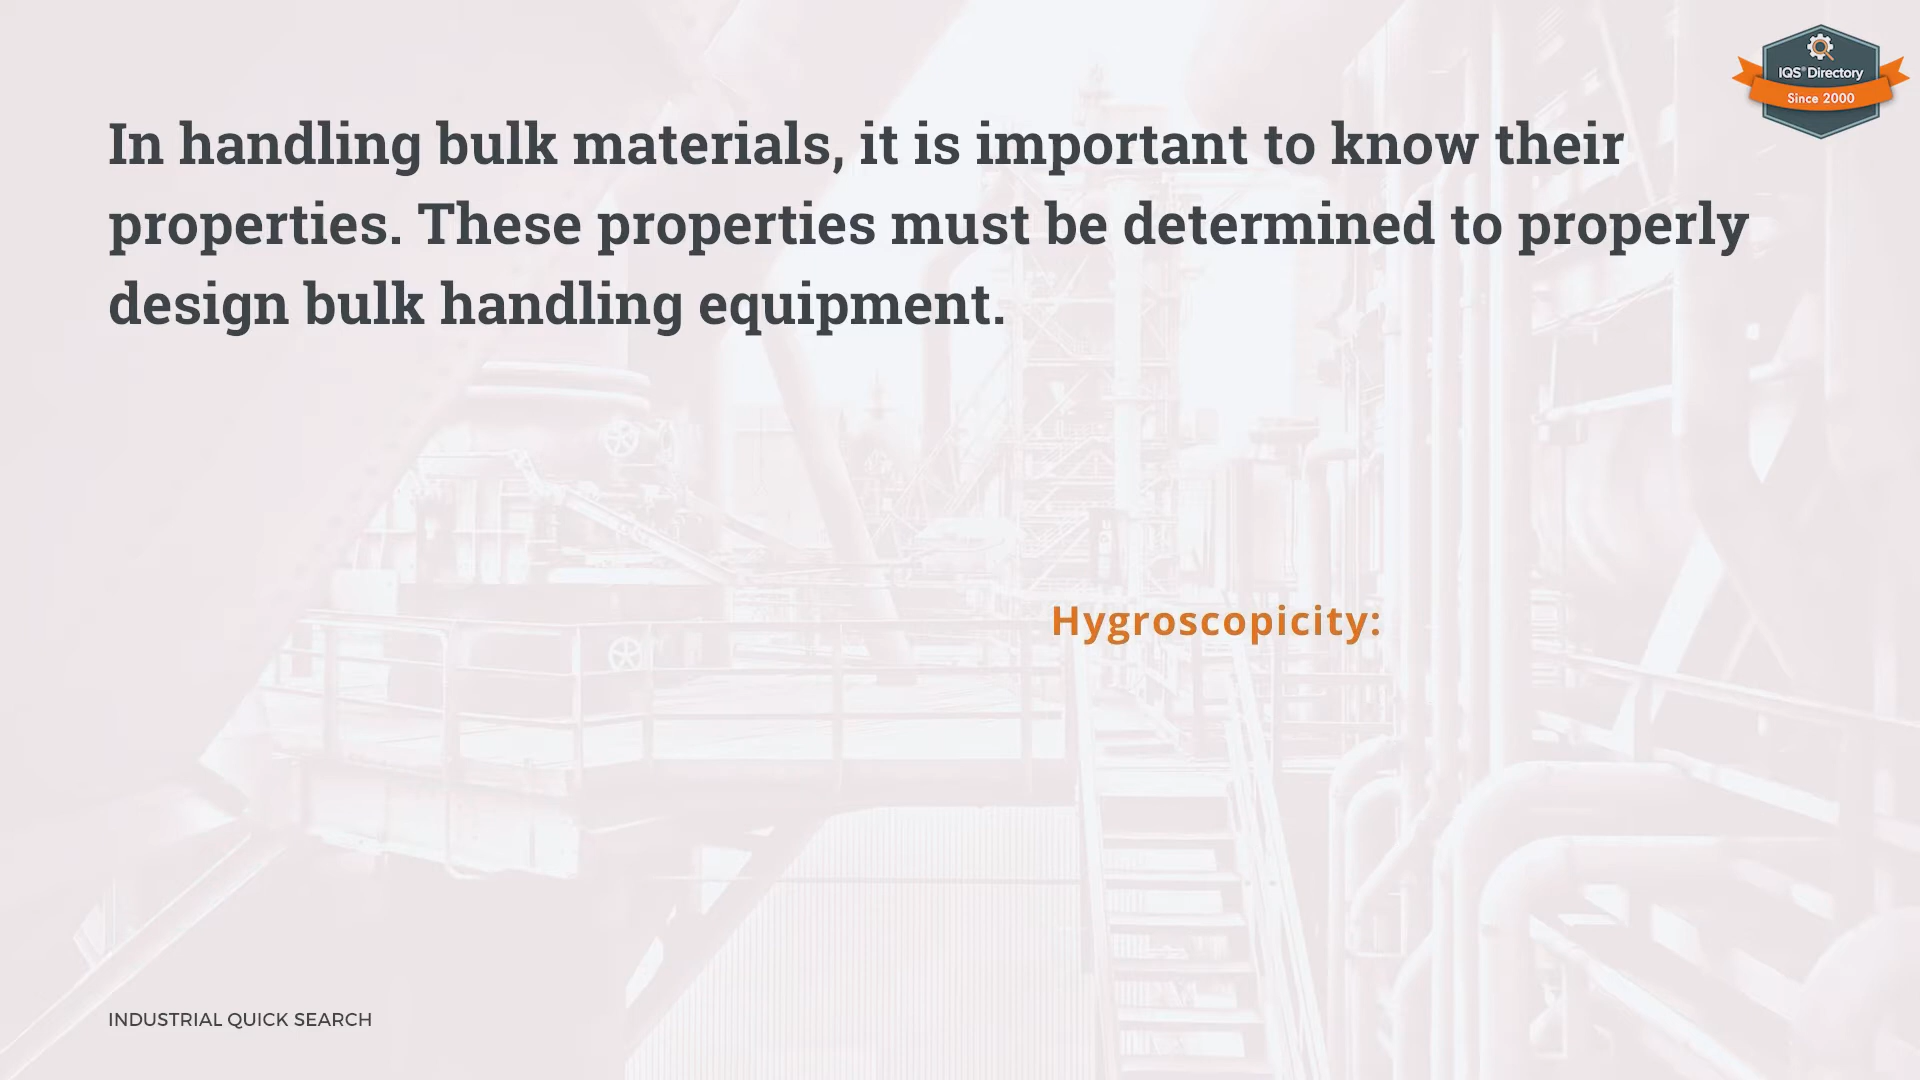 IQS® Directory
Since 2000
In handling bulk materials, it is important to know their
properties. These properties must be determined to properly
design bulk handling equipment.
Hygroscopicity:
INDUSTRIAL QUICK SEARCH